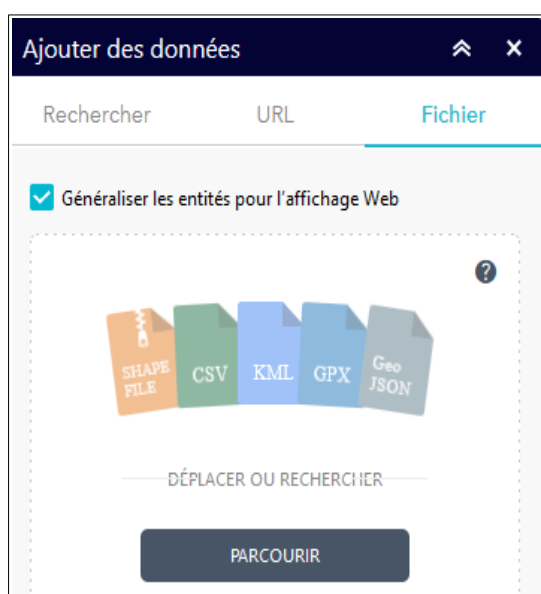 Ajouter des données
Rechercher URL Fichier
Généraliser les entités pour l'affichage Web
?
SHAPE
FILE
CSV
KML
GPX
Geo
JSON
DÉPLACER OU RECHERCHER
PARCOURIR